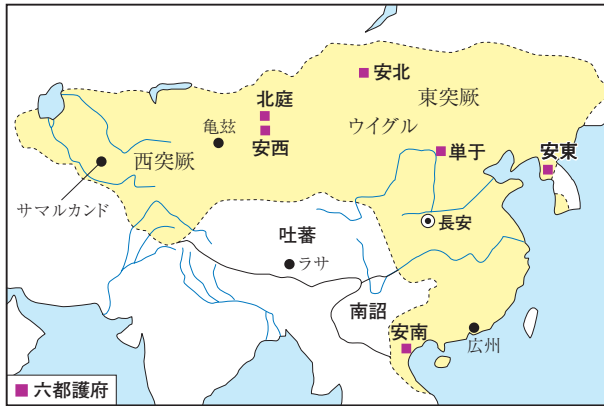 安北
東突厥
北庭
亀玆
ウイグル
安西
西突厥
単于
安東
サマルカンド
吐蕃
長安
ラサ
南詔
安南
広州
六都護府